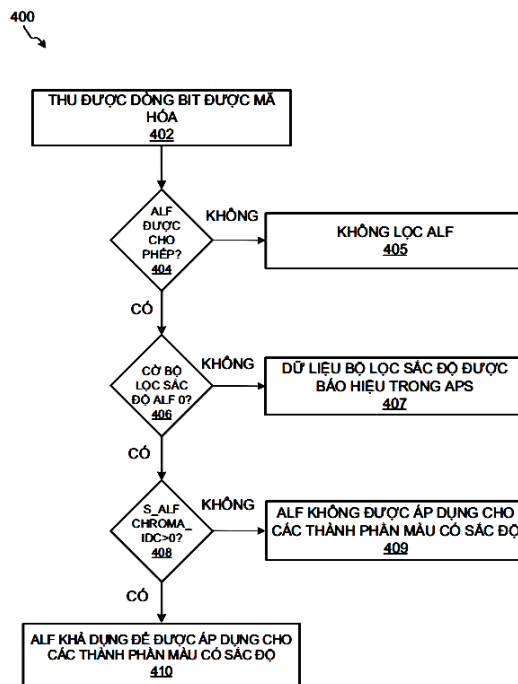 400
THU ĐƯỢC DÒNG BIT ĐƯỢC MÃ
HÓA
402
ALF
ĐƯỢC
CHO
PHÉP?
404
KHÔNG
KHÔNG LỌC ALF
405
CÓ
CỜ BỘ
LỌC SẮC
ĐỘ ALF 0?
406
KHÔNG
DỮ LIỆU BỘ LỌC SẮC ĐỘ ĐƯỢC
BÁO HIỆU TRONG APS
407
CÓ
S_ALF
CHROMA_
IDC>0?
408
KHÔNG
ALF KHÔNG ĐƯỢC ÁP DỤNG CHO
CÁC THÀNH PHẦN MÀU CÓ SẮC ĐỘ
409
CÓ
ALF KHẢ DỤNG ĐỂ ĐƯỢC ÁP DỤNG CHO
CÁC THÀNH PHẦN MÀU CÓ SẮC ĐỘ
410